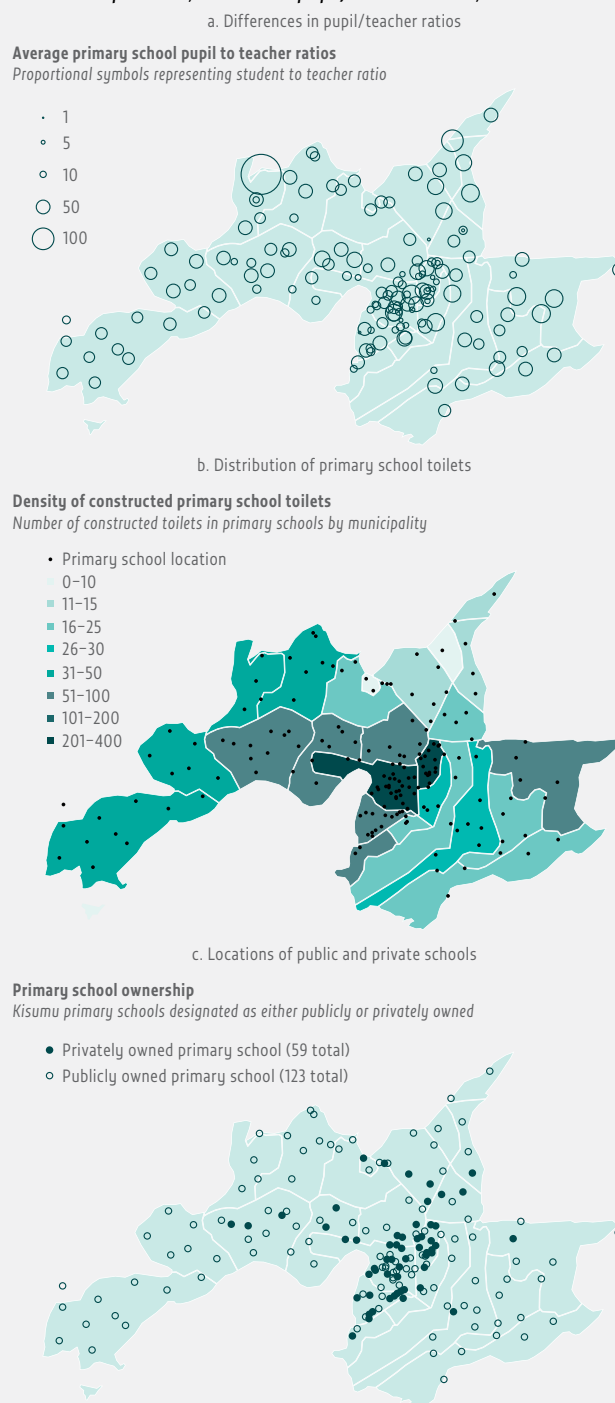 a. Differences in pupil/teacher ratios
Average primary school pupil to teacher ratios
Proportional symbols representing student to teacher ratio
1
5
10
50
100
b. Distribution of primary school toilets
Density of constructed primary school toilets
Number of constructed toilets in primary schools by municipality
Primary school location
0–10
11–15
16–25
26–30
31–50
51–100
101–200
201–400
c. Locations of public and private schools
Primary school ownership
Kisumu primary schools designated as either publicly or privately owned
Privately owned primary school (59 total)
Publicly owned primary school (123 total)